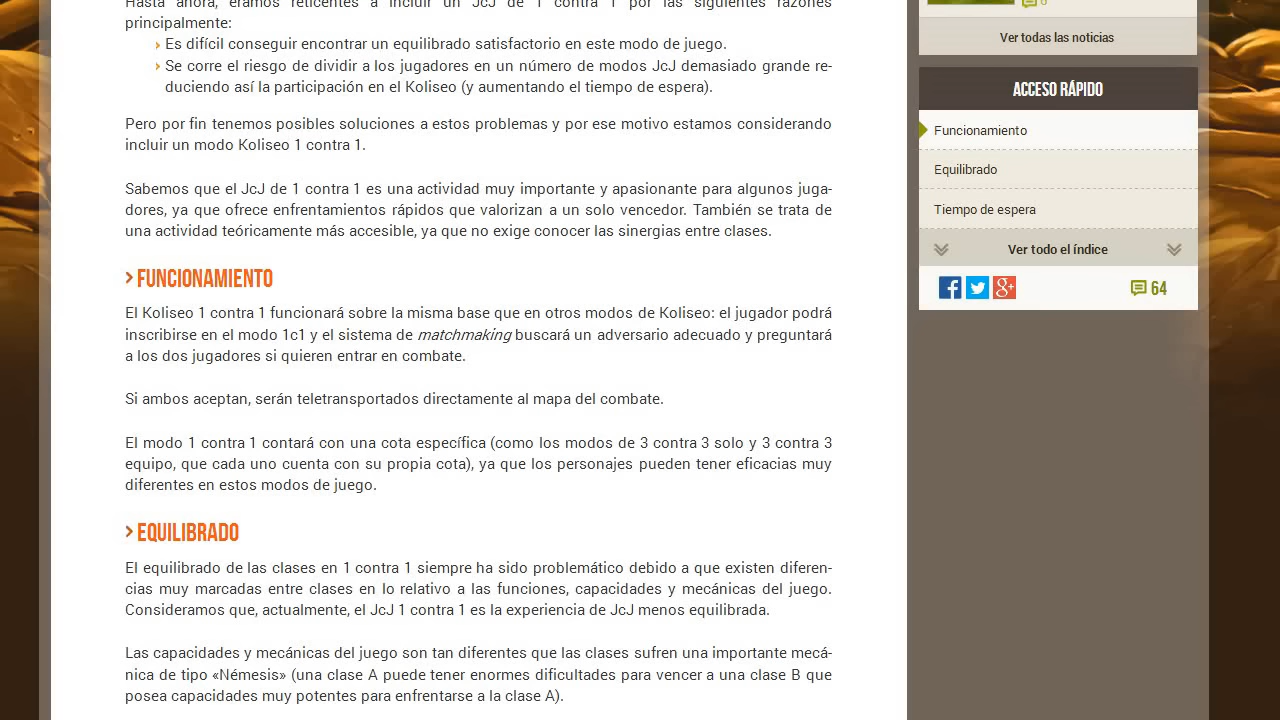 Hasta ahora, éramos reticentes a incluir un JcJ de 1 contra 1 por las siguientes razones
principalmente:
Es difícil conseguir encontrar un equilibrado satisfactorio en este modo de juego.
Se corre el riesgo de dividir a los jugadores en un número de modos JcJ demasiado grande re-
duciendo así la participación en el Koliseo (y aumentando el tiempo de espera).
Pero por fin tenemos posibles soluciones a estos problemas y por ese motivo estamos considerando
incluir un modo Koliseo 1 contra 1.
Sabemos que el JcJ de 1 contra 1 es una actividad muy importante y apasionante para algunos juga-
dores, ya que ofrece enfrentamientos rápidos que valorizan a un solo vencedor. También se trata de
una actividad teóricamente más accesible, ya que no exige conocer las sinergias entre clases.
FUNCIONAMIENTO
El Koliseo 1 contra 1 funcionará sobre la misma base que en otros modos de Koliseo: el jugador podrá
inscribirse en el modo 1c1 y el sistema de matchmaking buscará un adversario adecuado y preguntará
a los dos jugadores si quieren entrar en combate.
Si ambos aceptan, serán teletransportados directamente al mapa del combate.
El modo 1 contra 1 contará con una cota específica (como los modos de 3 contra 3 solo y 3 contra 3
equipo, que cada uno cuenta con su propia cota), ya que los personajes pueden tener eficacias muy
diferentes en estos modos de juego.
EQUILIBRADO
El equilibrado de las clases en 1 contra 1 siempre ha sido problemático debido a que existen diferen-
cias muy marcadas entre clases en lo relativo a las funciones, capacidades y mecánicas del juego.
Consideramos que, actualmente, el JcJ 1 contra 1 es la experiencia de JcJ menos equilibrada.
Las capacidades y mecánicas del juego son tan diferentes que las clases sufren una importante mecá-
nica de tipo «Némesis» (una clase A puede tener enormes dificultades para vencer a una clase B que
posea capacidades muy potentes para enfrentarse a la clase A).
Ver todas las noticias
ACCESO RÁPIDO
Funcionamiento
Equilibrado
Tiempo de espera
Ver todo el índice
64